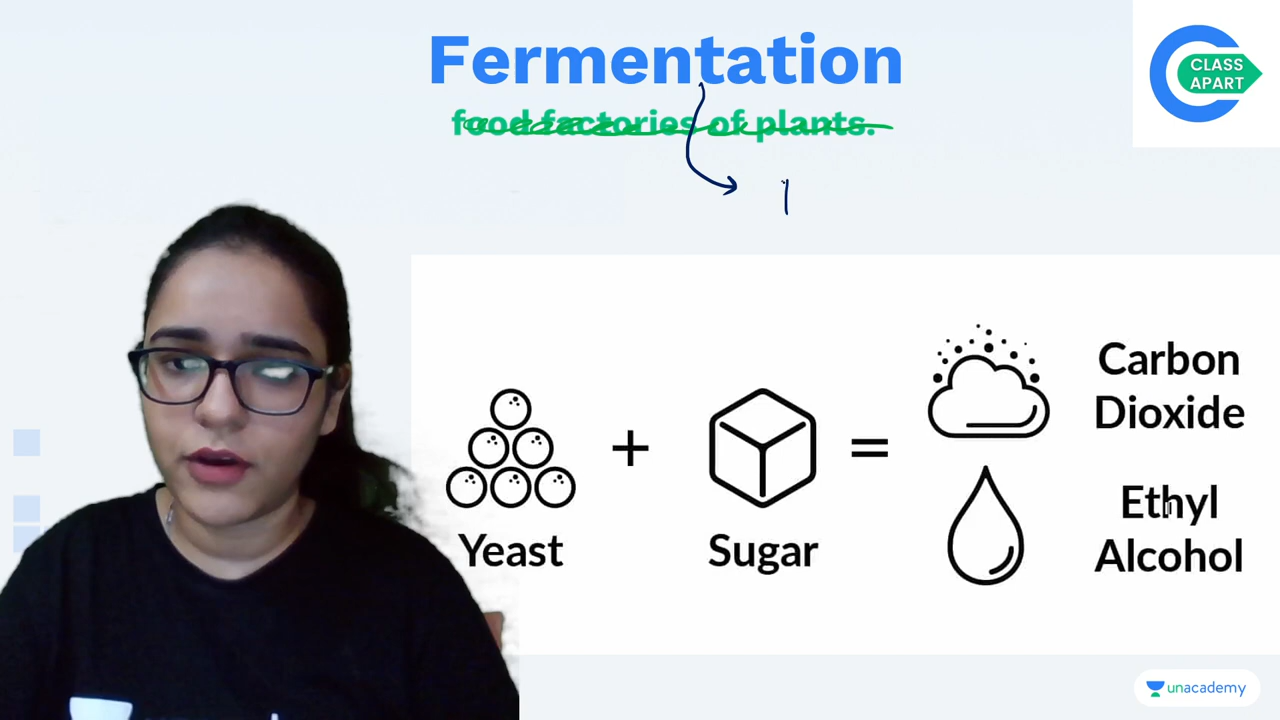 Fermentation
food factories of plants.
CLASS
APART
Carbon
Dioxide
Ethyl
Alcohol
Yeast
+
Sugar
=
unacademy